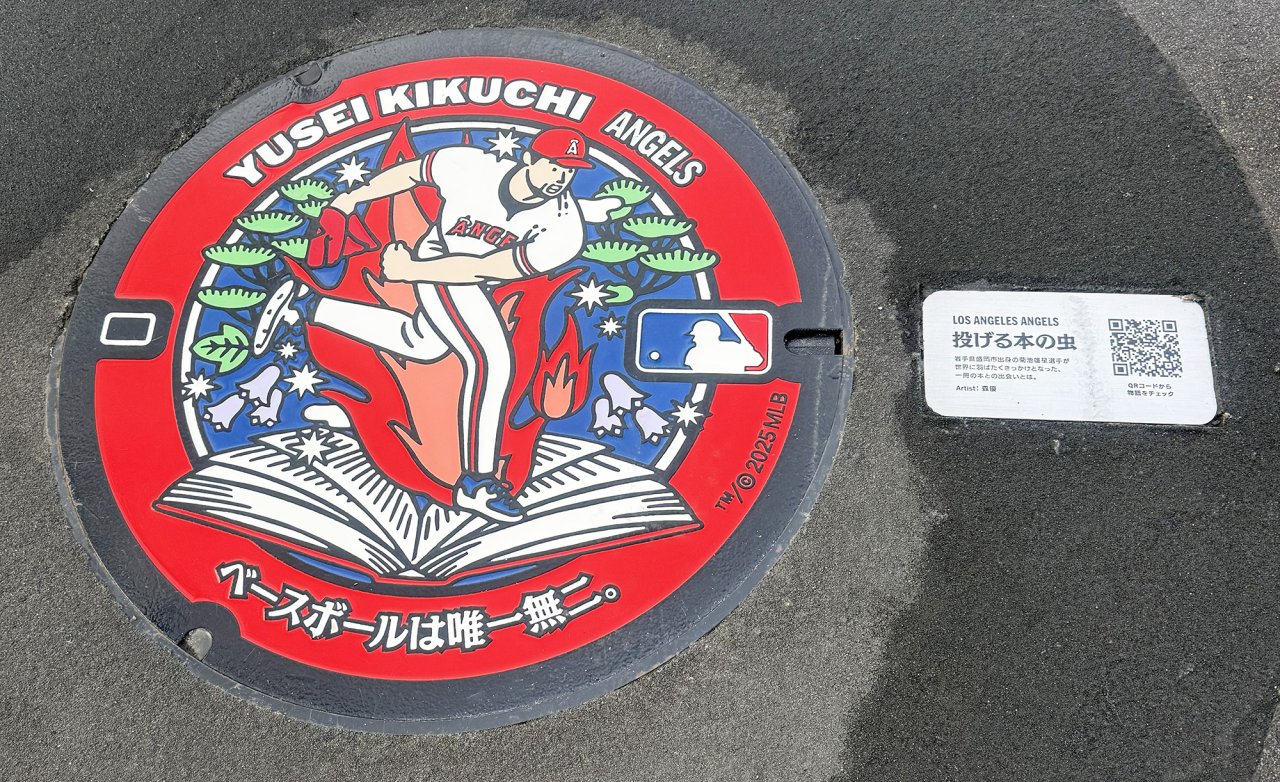 YUSEI KIKUCHI ANGELS
A
ANGE
TM/© 2025 MLB
ベースボールは唯一無二。
LOS ANGELES ANGELS
投げる本の虫
岩手県盛岡市出身の菊池雄星選手が
世界に羽ばたくきっかけとなった、
一冊の本との出会いとは。
Artist: 森優
QRコードから
物語をチェック